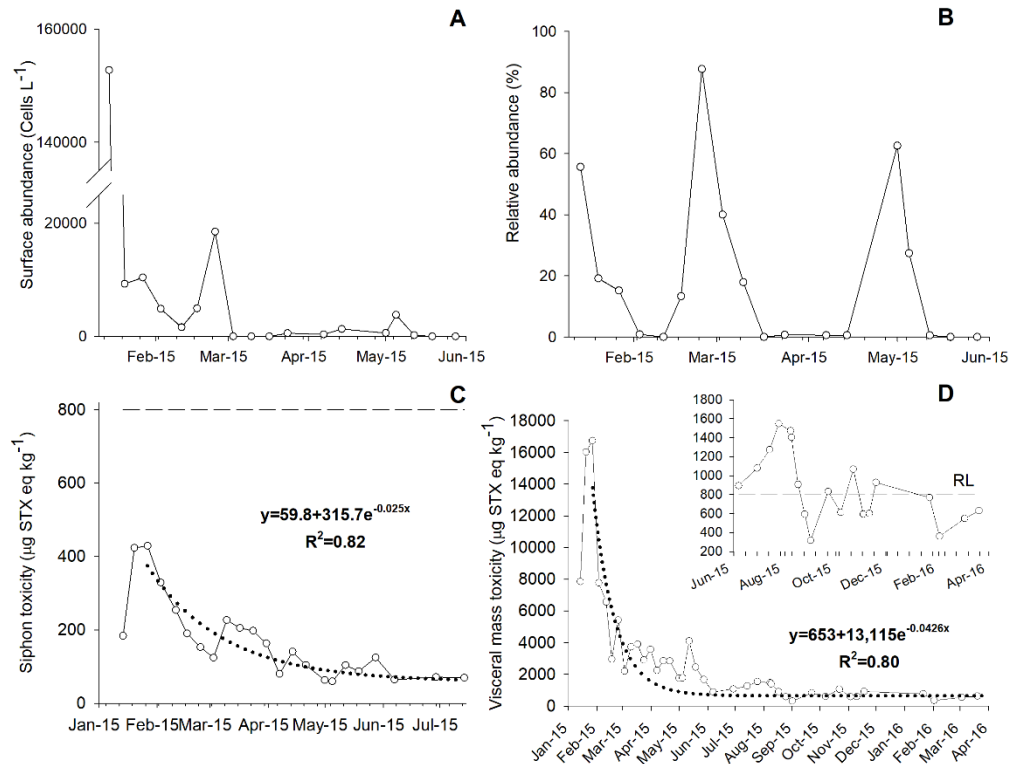 A
Surface abundance (Cells L⁻¹)
160000
140000
20000
0
Feb-15 Mar-15 Apr-15 May-15 Jun-15
B
Relative abundance (%)
100
80
60
40
20
0
Feb-15 Mar-15 Apr-15 May-15 Jun-15
C
Siphon toxicity (µg STX eq kg⁻¹)
800
600
400
200
0
y=59.8+315.7e⁻⁰·⁰²⁵ˣ
R²=0.82
Jan-15 Feb-15 Mar-15 Apr-15 May-15 Jun-15 Jul-15
D
Visceral mass toxicity (µg STX eq kg⁻¹)
18000
16000
14000
12000
10000
8000
6000
4000
2000
0
1800
1600
1400
1200
1000
800
600
400
200
RL
Jun-15 Aug-15 Oct-15 Dec-15 Feb-16 Apr-16
y=653+13,115e⁻⁰·⁰⁴²⁶ˣ
R²=0.80
Jan-15 Feb-15 Mar-15 Apr-15 May-15 Jun-15 Jul-15 Aug-15 Sep-15 Oct-15 Nov-15 Dec-15 Jan-16 Feb-16 Mar-16 Apr-16